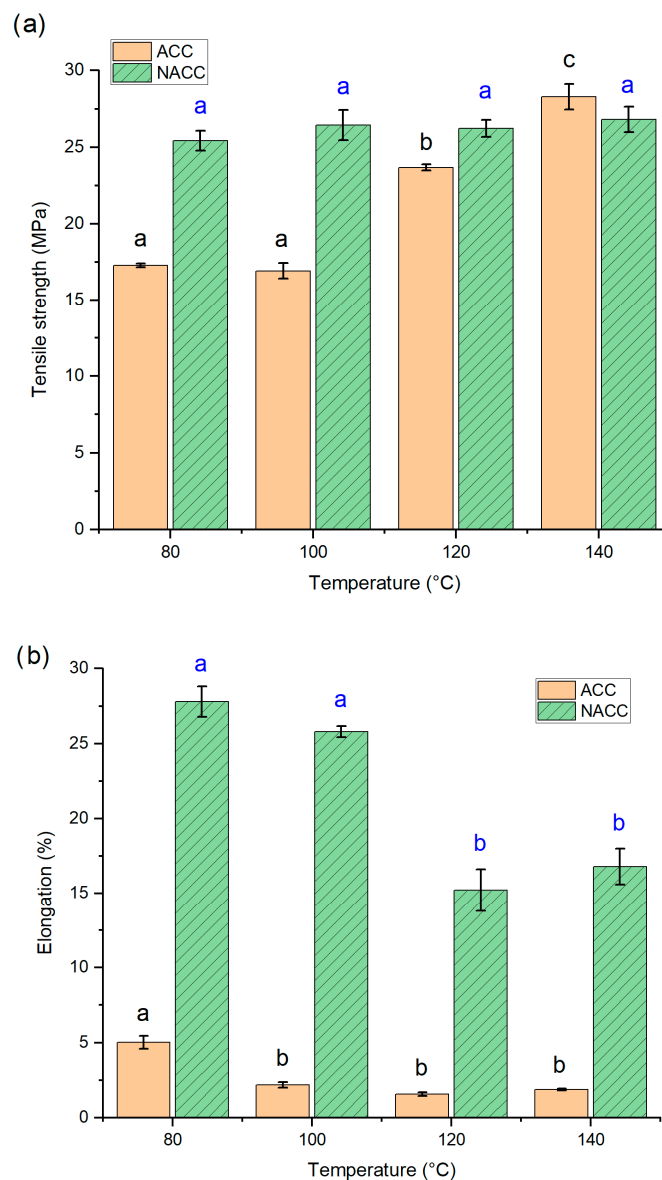 (a)
ACC
NACC
a
a
a
a
b
a
c
a
30
25
20
15
10
5
0
Tensile strength (MPa)
80
100
120
140
Temperature (°C)
(b)
ACC
NACC
a
a
a
b
b
b
b
b
30
25
20
15
10
5
0
Elongation (%)
80
100
120
140
Temperature (°C)